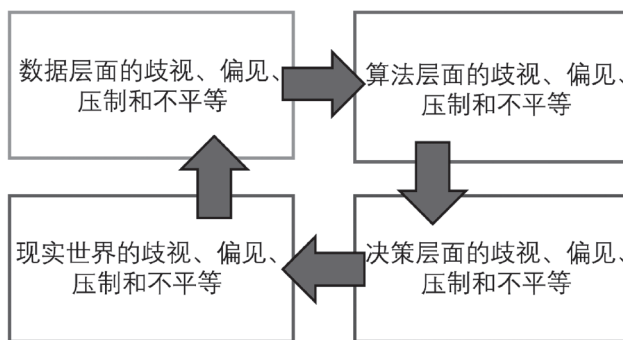 数据层面的歧视、偏见、
压制和不平等
算法层面的歧视、偏见、
压制和不平等
现实世界的歧视、偏见、
压制和不平等
决策层面的歧视、偏见、
压制和不平等